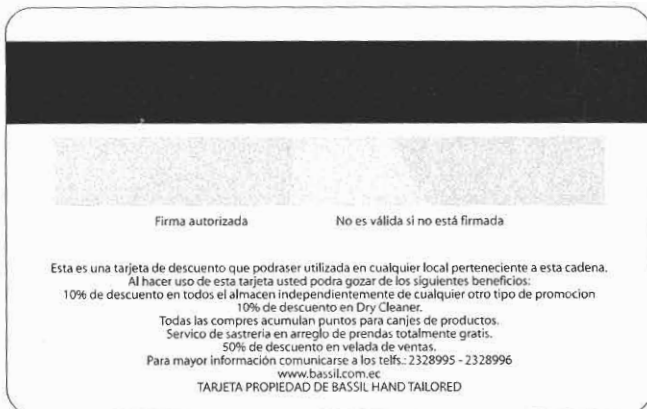 Firma autorizada No es válida si no está firmada
Esta es una tarjeta de descuento que podraser utilizada en cualquier local perteneciente a esta cadena.
Al hacer uso de esta tarjeta usted podra gozar de los siguientes beneficios:
10% de descuento en todos el almacen independientemente de cualquier otro tipo de promocion
10% de descuento en Dry Cleaner.
Todas las compres acumulan puntos para canjes de productos.
Servico de sastreria en arreglo de prendas totalmente gratis.
50% de descuento en velada de ventas.
Para mayor información comunicarse a los telfs.: 2328995 - 2328996
www.bassil.com.ec
TARJETA PROPIEDAD DE BASSIL HAND TAILORED